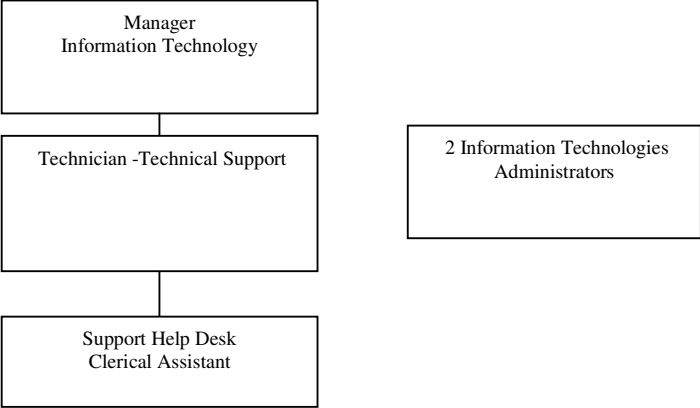 Manager
Information Technology
Technician -Technical Support
2 Information Technologies
Administrators
Support Help Desk
Clerical Assistant